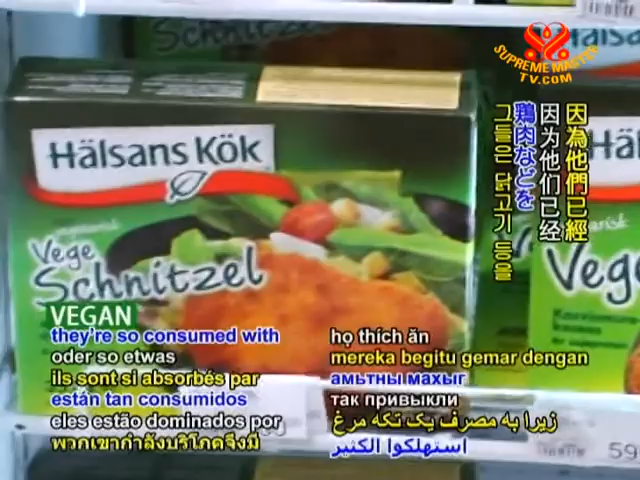 Schnitzel
SUPREME MASTER
TV.COM
Hälsans Kök
Vege
Schnitzel
Häl
Vege
VEGAN
因為他們已經
因为他们已经
鶏肉などを
그들은 닭고기 등을
they're so consumed with
oder so etwas
ils sont si absorbés par
están tan consumidos
eles estão dominados por
พวกเขากำลังบริโภคจึงมี
họ thích ăn
mereka begitu gemar dengan
амьтны махыг
так привыкли
زیرا به مصرف یک تکه مرغ
استهلكوا الكثير
59